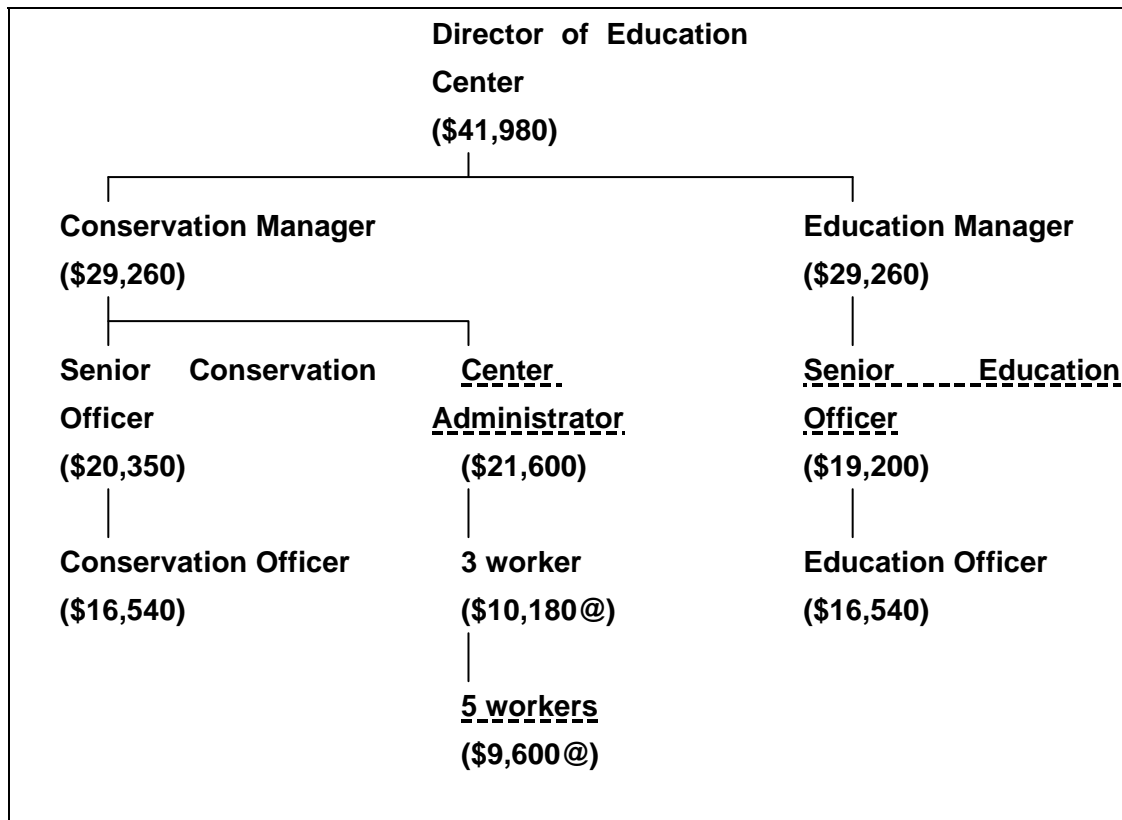 Director of Education
Center
($41,980)
Conservation Manager
($29,260)
Education Manager
($29,260)
Senior Conservation
Officer
($20,350)
Center
Administrator
($21,600)
Senior Education
Officer
($19,200)
Conservation Officer
($16,540)
3 worker
($10,180@)
Education Officer
($16,540)
5 workers
($9,600@)